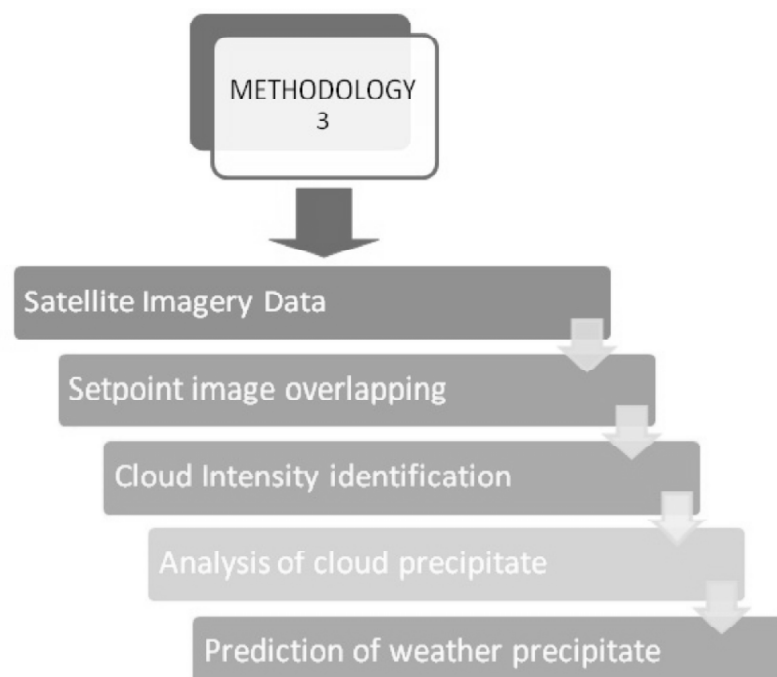 METHODOLOGY
3
Satellite Imagery Data
Setpoint image overlapping
Cloud Intensity identification
Analysis of cloud precipitate
Prediction of weather precipitate